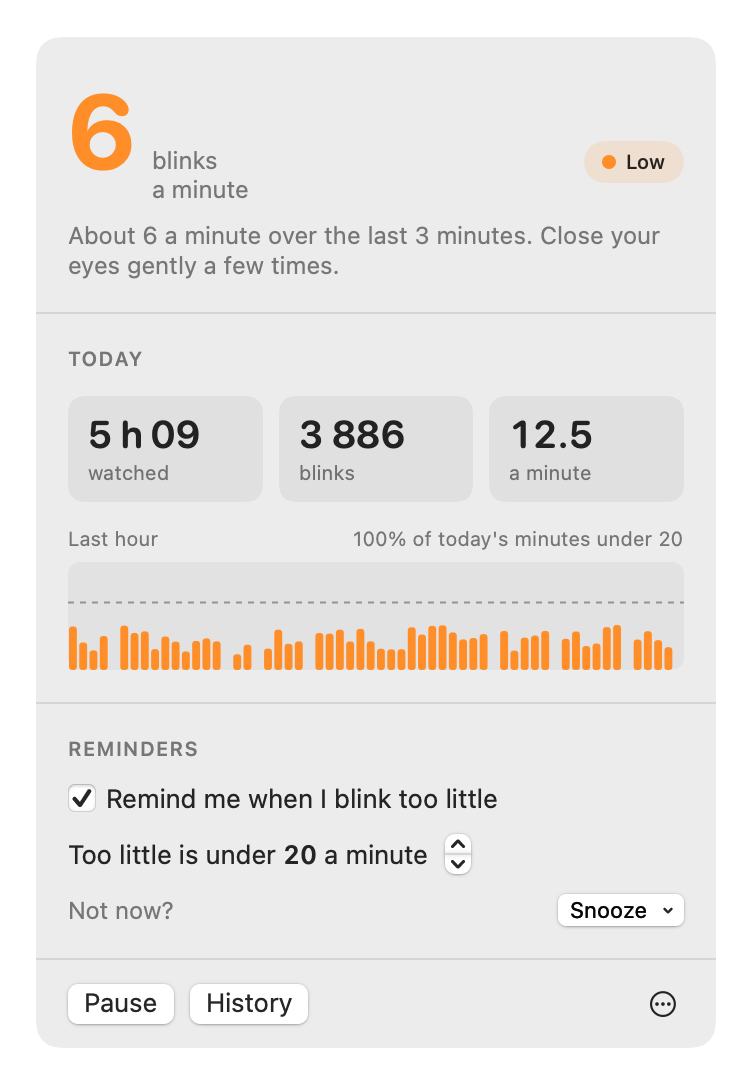 6
blinks
a minute
Low
About 6 a minute over the last 3 minutes. Close your
eyes gently a few times.
TODAY
5 h 09
watched
3 886
blinks
12.5
a minute
Last hour
100% of today's minutes under 20
REMINDERS
Remind me when I blink too little
Too little is under 20 a minute
Not now?
Snooze
Pause
History